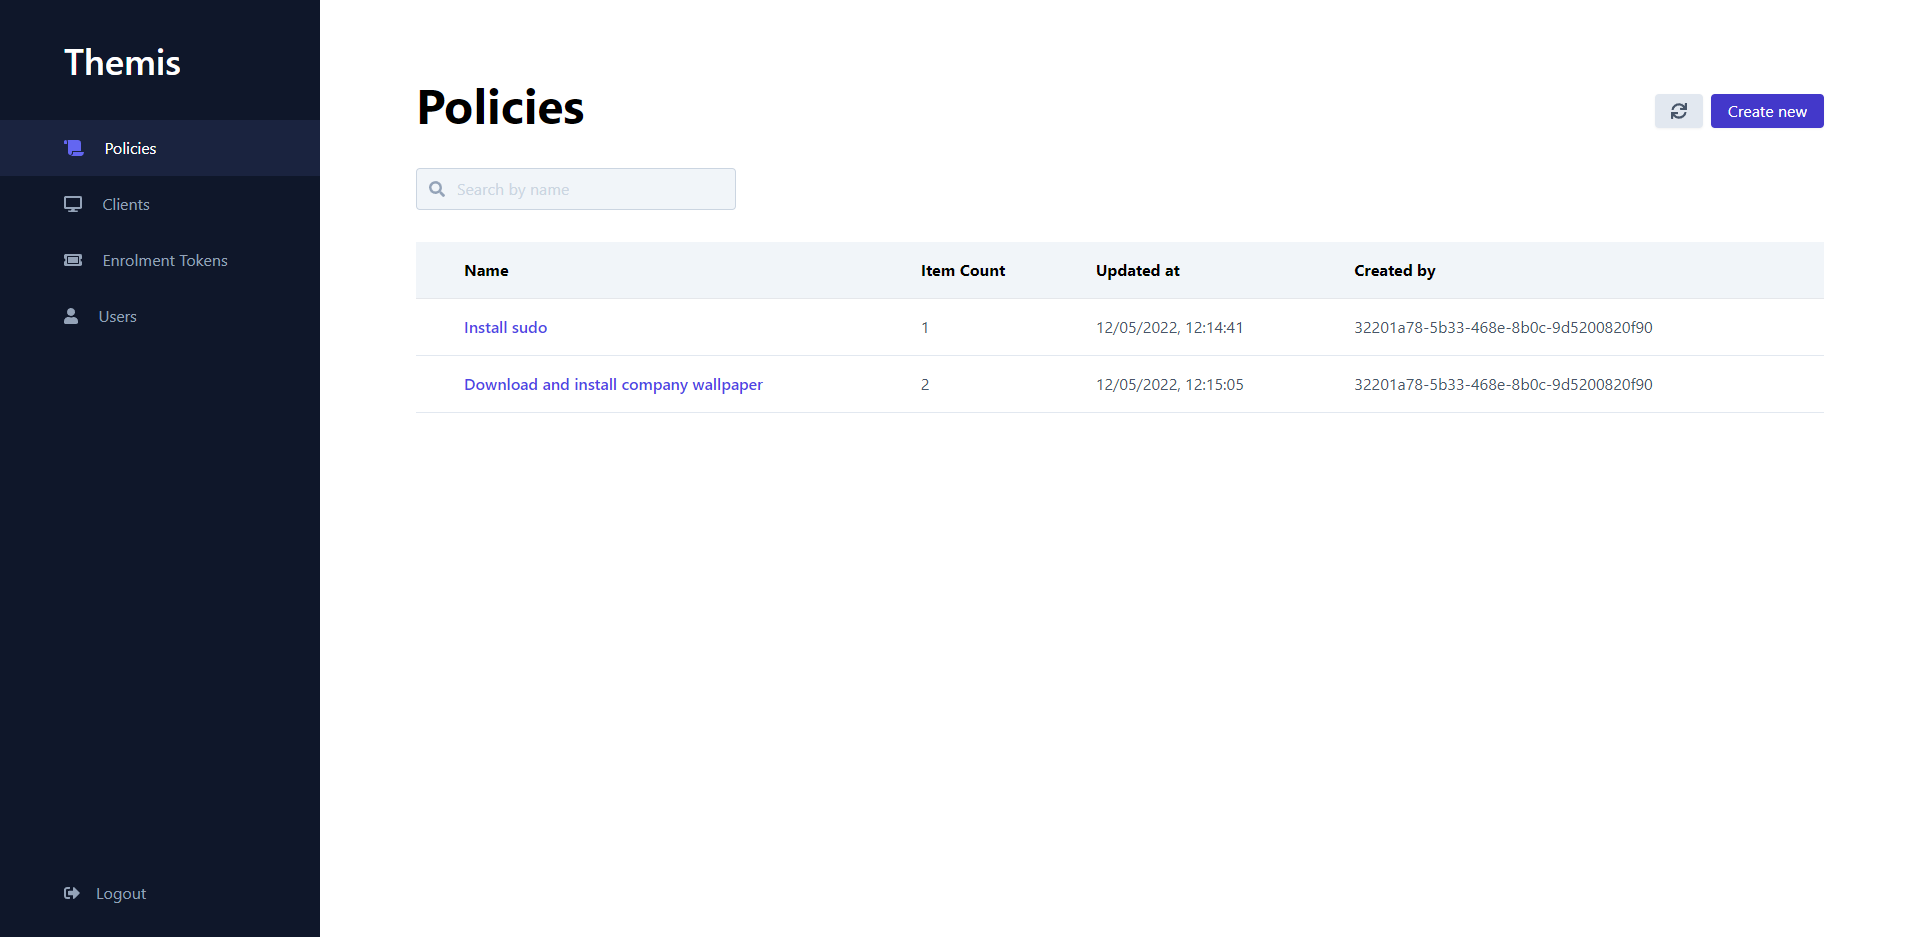 Themis
Policies
Clients
Enrolment Tokens
Users
Logout
Policies
Create new
Search by name
Name Item Count Updated at Created by
Install sudo 1 12/05/2022, 12:14:41 32201a78-5b33-468e-8b0c-9d5200820f90
Download and install company wallpaper 2 12/05/2022, 12:15:05 32201a78-5b33-468e-8b0c-9d5200820f90